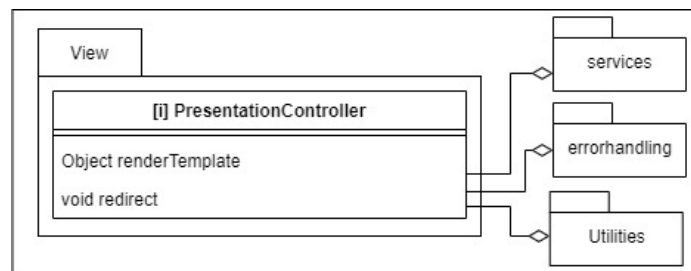 View
services
[i] PresentationController
errorhandling
Object renderTemplate
void redirect
Utilities